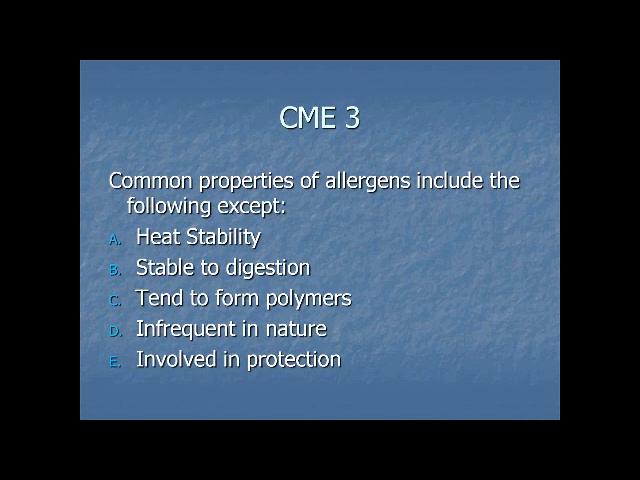 CME 3
Common properties of allergens include the
following except:
A. Heat Stability
B. Stable to digestion
C. Tend to form polymers
D. Infrequent in nature
E. Involved in protection